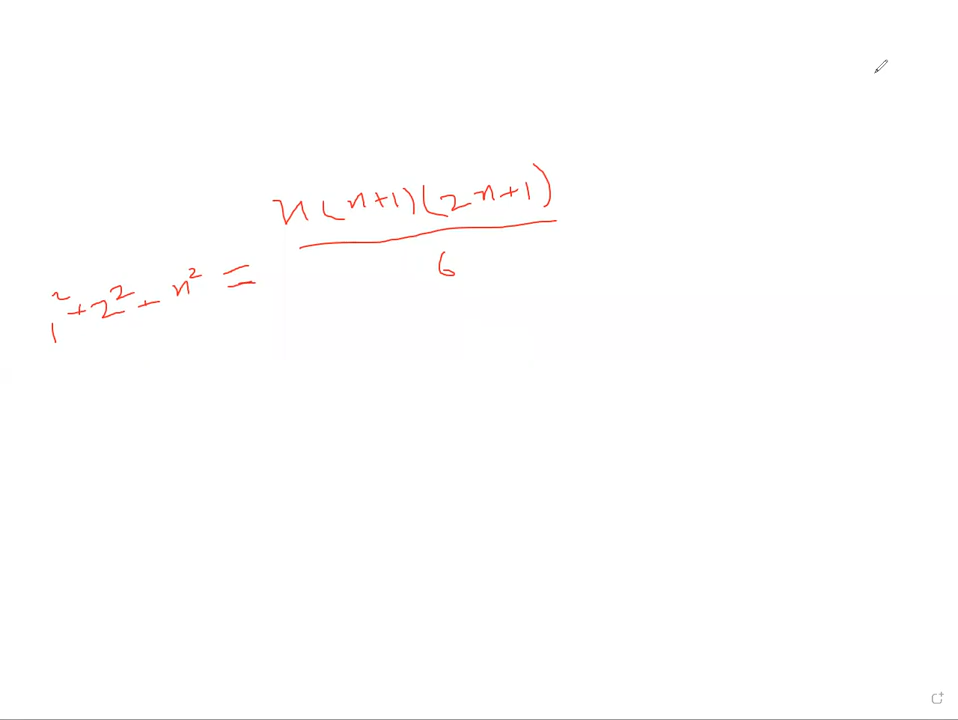 1² + 2² + n² = n(n+1)(2n+1) / 6